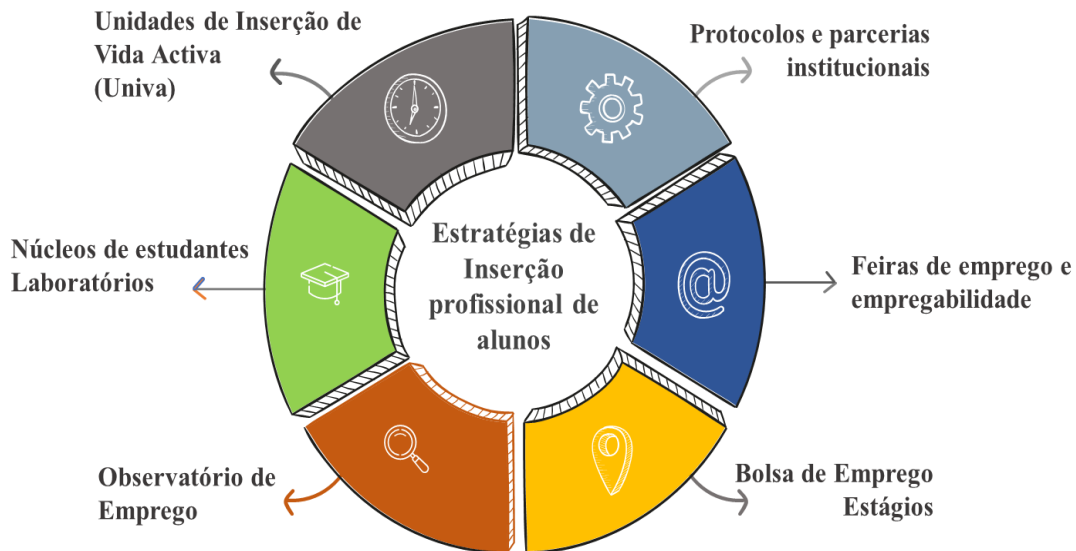 Unidades de Inserção de
Vida Activa
(Univa)
Protocolos e parcerias
institucionais
Estratégias de
Inserção
profissional de
alunos
Núcleos de estudantes
Laboratórios
Feiras de emprego e
empregabilidade
Observatório de
Emprego
Bolsa de Emprego
Estágios